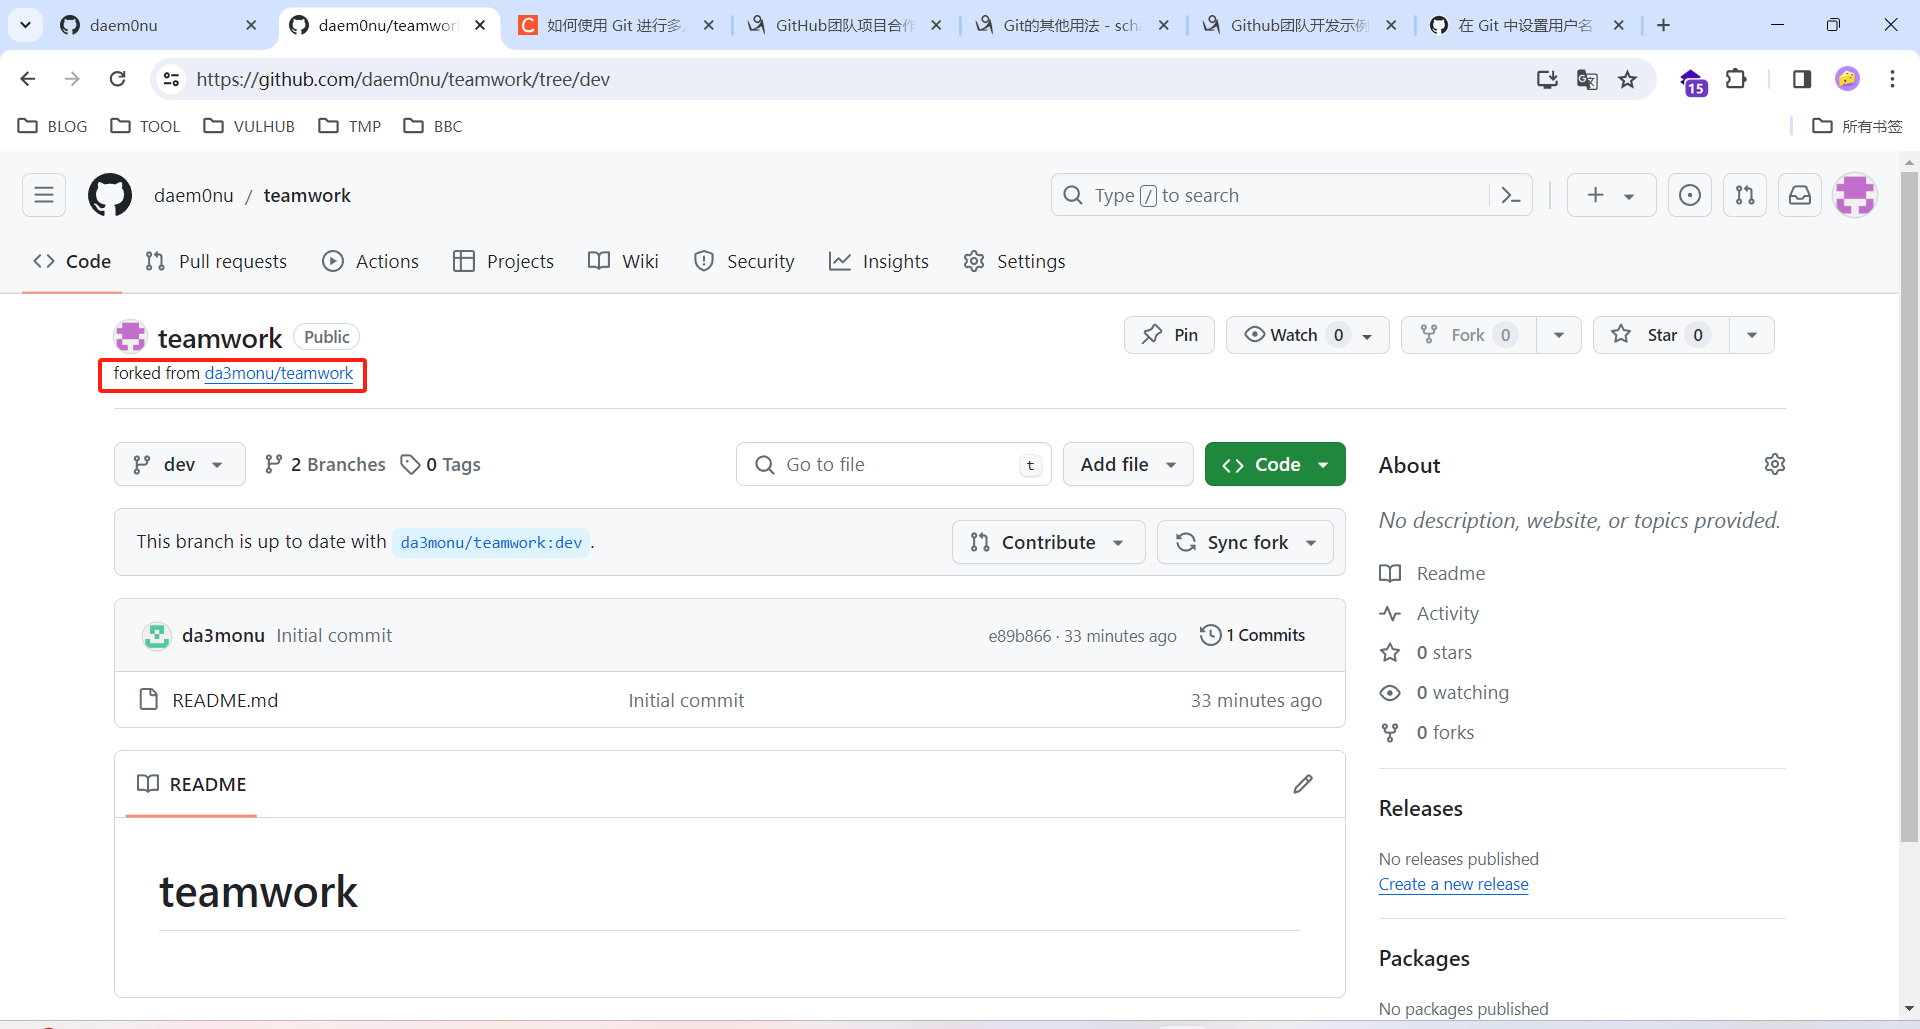 daem0nu
daem0nu/teamwor
如何使用 Git 进行多
GitHub团队项目合作
Git的其他用法 - sch
Github团队开发示例
在 Git 中设置用户名
https://github.com/daem0nu/teamwork/tree/dev
15
BLOG
TOOL
VULHUB
TMP
BBC
所有书签
daem0nu / teamwork
Type / to search
Code
Pull requests
Actions
Projects
Wiki
Security
Insights
Settings
teamwork
Public
Pin
Watch 0
Fork 0
Star 0
forked from da3monu/teamwork
dev
2 Branches
0 Tags
Go to file
t
Add file
Code
About
No description, website, or topics provided.
This branch is up to date with da3monu/teamwork:dev .
Contribute
Sync fork
Readme
Activity
0 stars
0 watching
0 forks
da3monu Initial commit
e89b866 · 33 minutes ago
1 Commits
README.md
Initial commit
33 minutes ago
README
teamwork
Releases
No releases published
Create a new release
Packages
No packages published